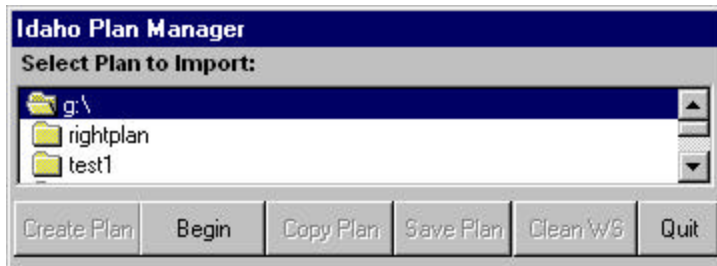 Idaho Plan Manager
Select Plan to Import:
g:\
rightplan
test1
Create Plan Begin Copy Plan Save Plan Clean WS Quit